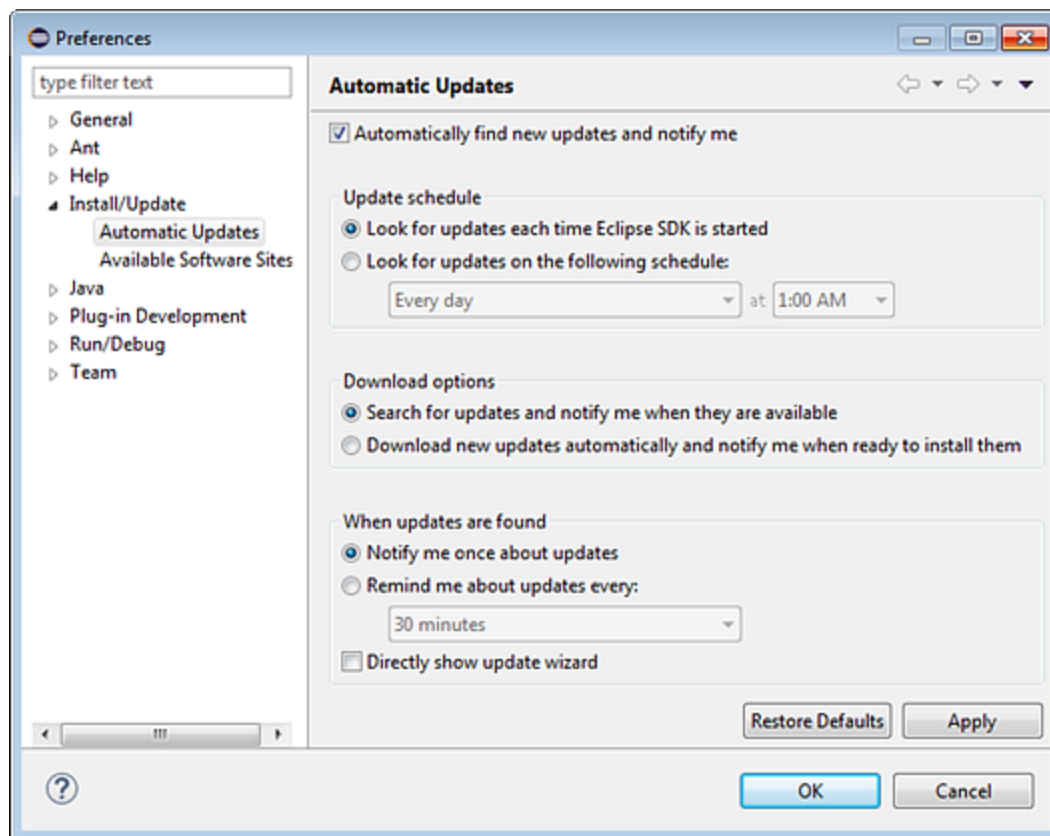 Preferences
type filter text
General
Ant
Help
Install/Update
Automatic Updates
Available Software Sites
Java
Plug-in Development
Run/Debug
Team
Automatic Updates
Automatically find new updates and notify me
Update schedule
Look for updates each time Eclipse SDK is started
Look for updates on the following schedule:
Every day at 1:00 AM
Download options
Search for updates and notify me when they are available
Download new updates automatically and notify me when ready to install them
When updates are found
Notify me once about updates
Remind me about updates every:
30 minutes
Directly show update wizard
Restore Defaults Apply
? OK Cancel